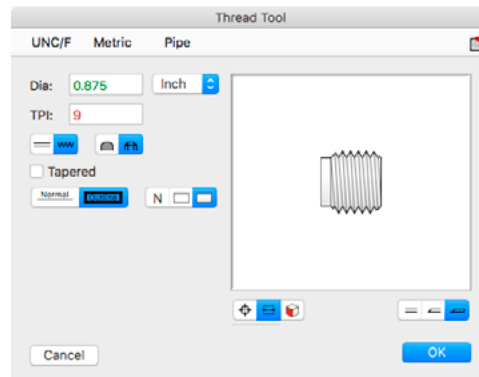 Thread Tool
UNC/F Metric Pipe
Dia: 0.875 Inch
TPI: 9
Tapered
Normal N
Cancel OK